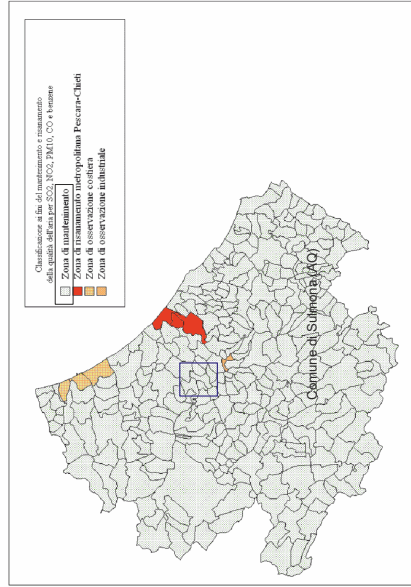 Classificazione ai fini del mantenimento e risanamento
della qualità dell'aria per SO2, NO2, PM10, CO e benzene
Zona di mantenimento
Zona di risanamento metropolitana Pescara-Chieti
Zona di osservazione costiera
Zona di osservazione industriale
Comune di Sulmona (AQ)